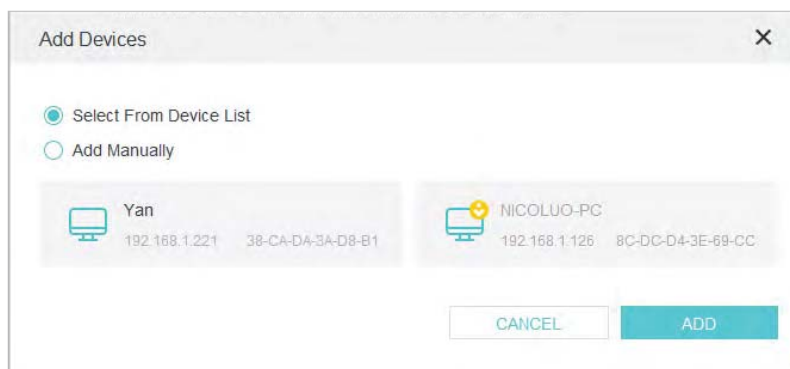 Add Devices
Select From Device List
Add Manually
Yan
192.168.1.221 38-CA-DA-3A-D8-B1
NICOLUO-PC
192.168.1.126 8C-DC-D4-3E-69-CC
CANCEL ADD